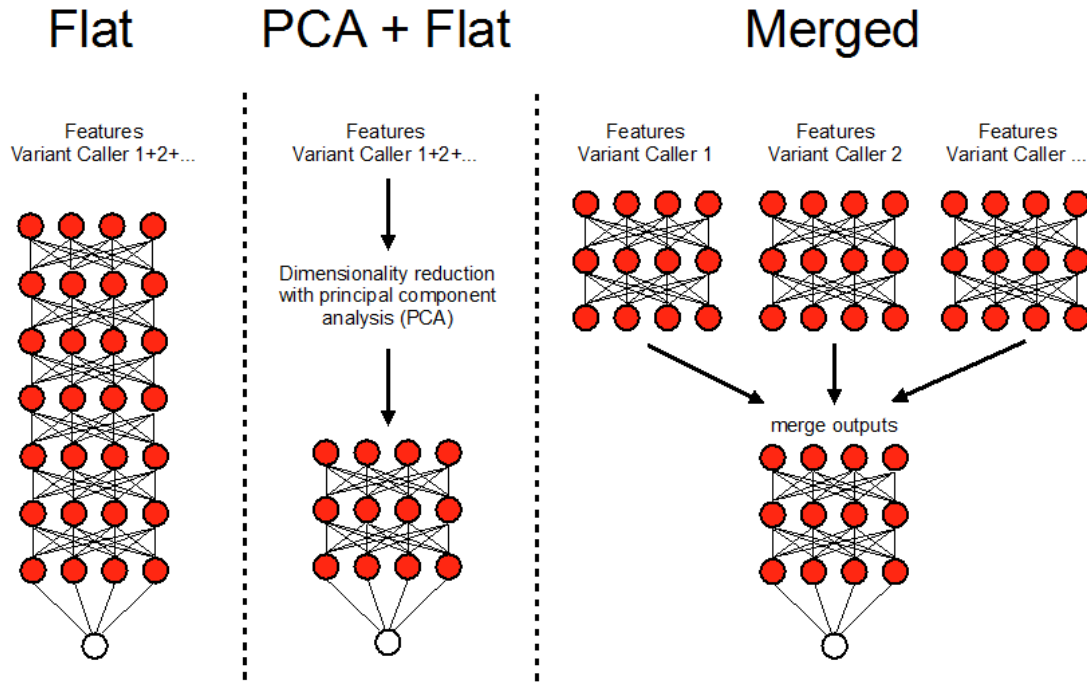 Flat
PCA + Flat
Merged
Features
Variant Caller 1+2+...
Features
Variant Caller 1+2+...
Features
Variant Caller 1
Features
Variant Caller 2
Features
Variant Caller ...
Dimensionality reduction
with principal component
analysis (PCA)
merge outputs